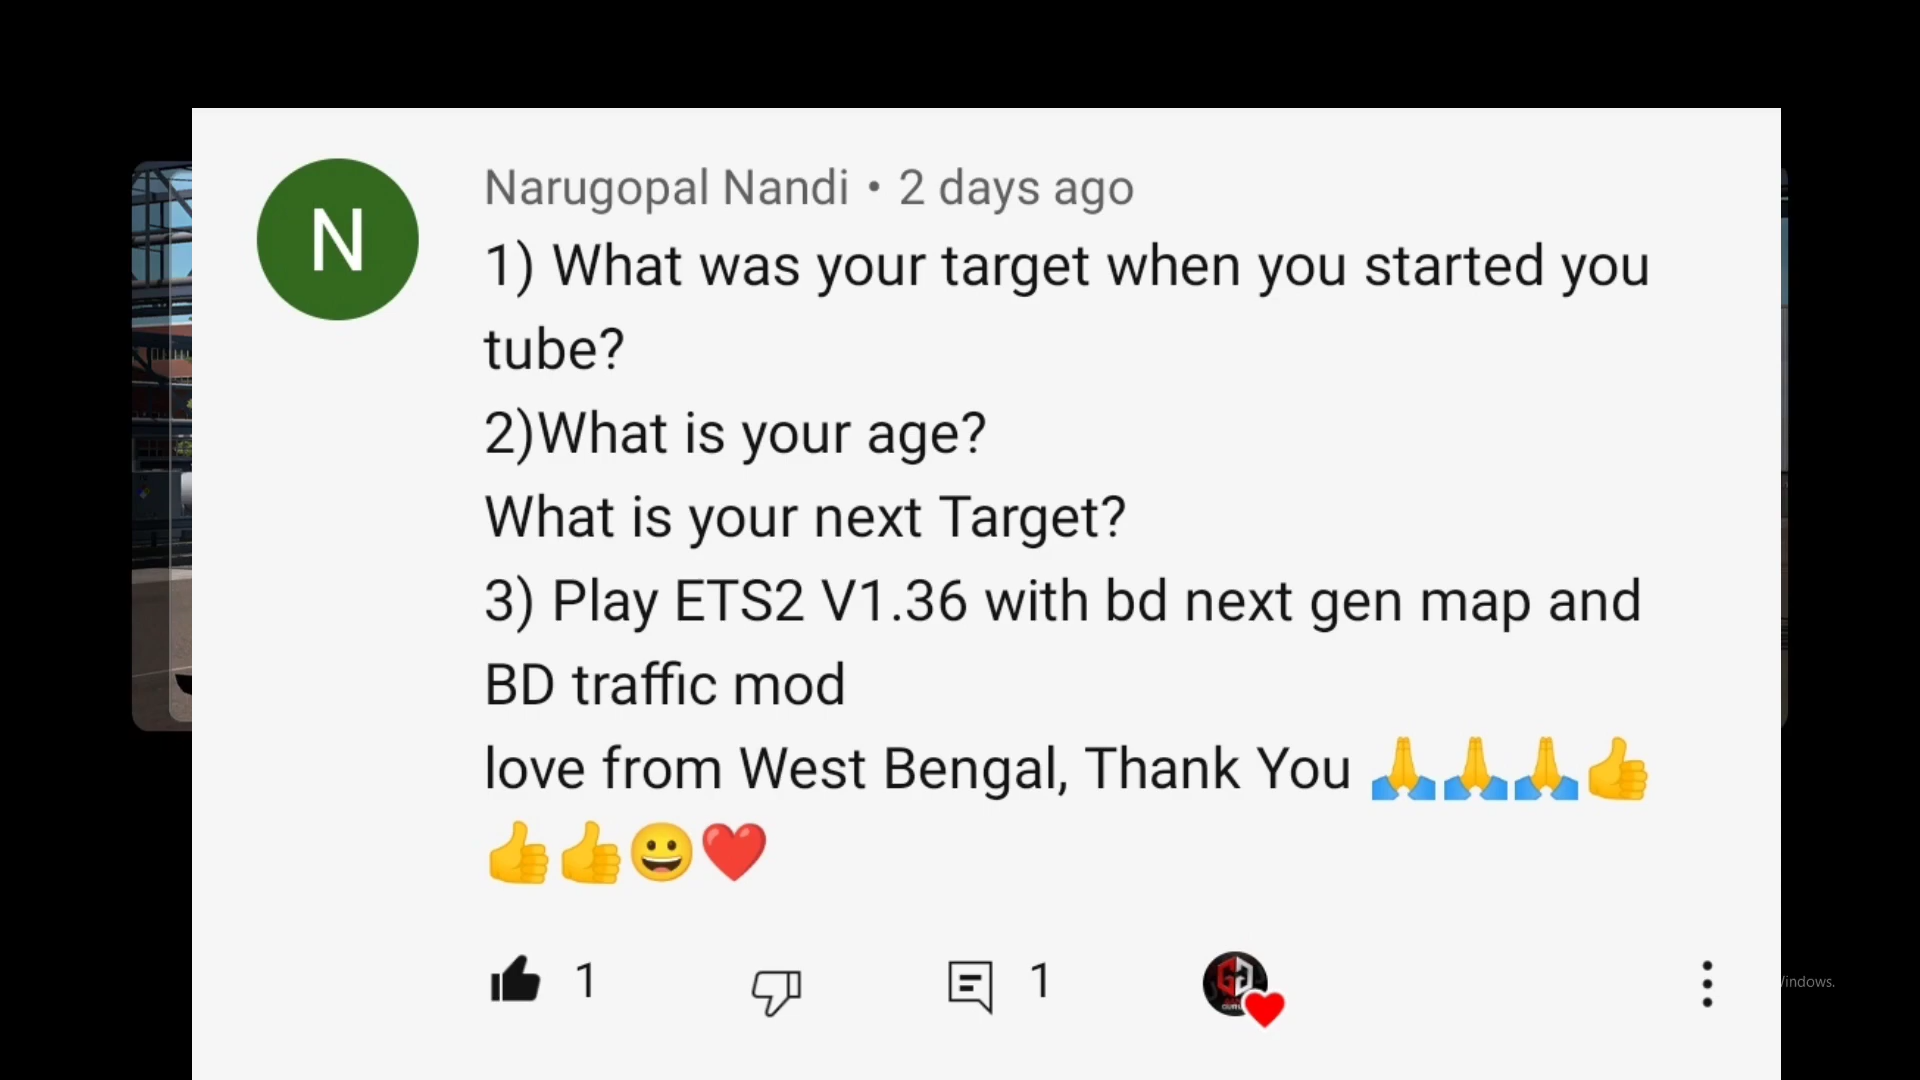 N
Narugopal Nandi • 2 days ago
1) What was your target when you started you
tube?
2)What is your age?
What is your next Target?
3) Play ETS2 V1.36 with bd next gen map and
BD traffic mod
love from West Bengal, Thank You 🙏🙏🙏👍
👍👍😀❤️
1
1
Windows.